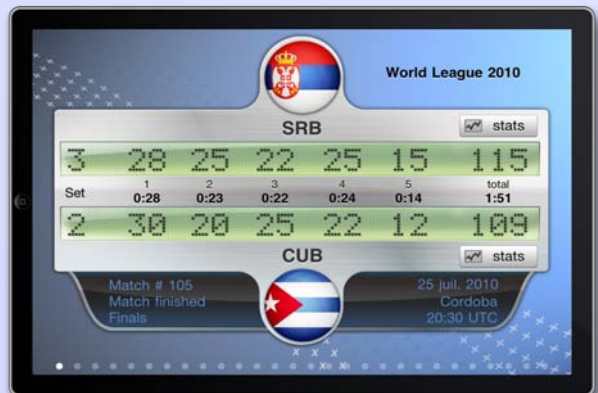 World League 2010
SRB
stats
3 28 25 22 25 15 115
Set 1 2 3 4 5 total
0:28 0:23 0:22 0:24 0:14 1:51
2 30 20 25 22 12 109
CUB
stats
Match # 105
25 juil. 2010
Match finished
Cordoba
Finals
20:30 UTC